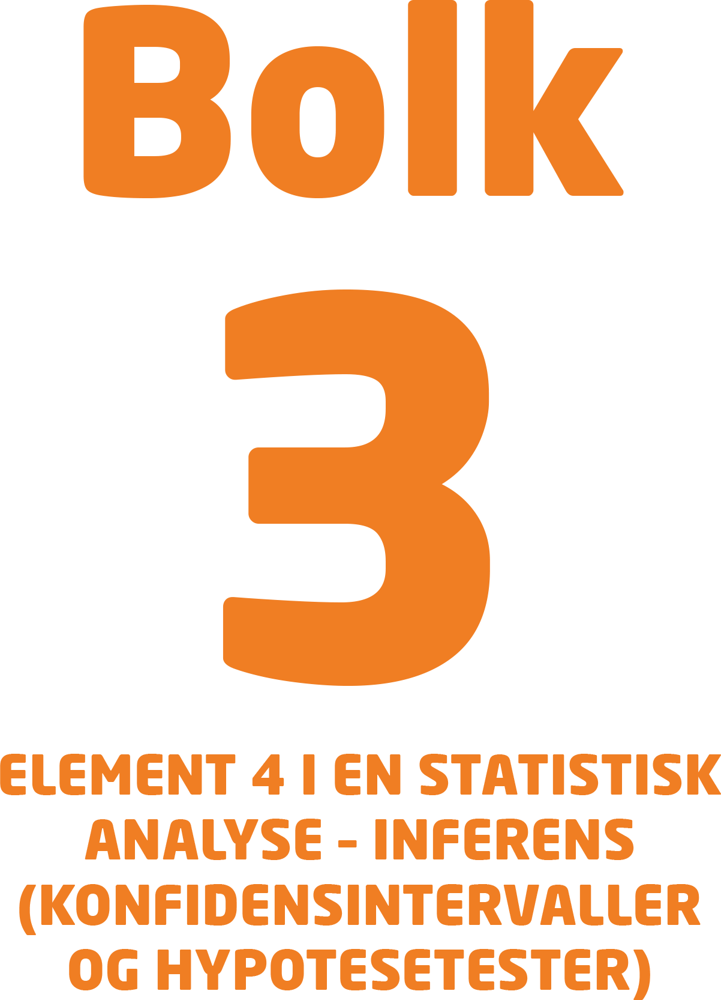 Bolk
3
ELEMENT 4 I EN STATISTISK
ANALYSE – INFERENS
(KONFIDENSINTERVALLER
OG HYPOTESETESTER)